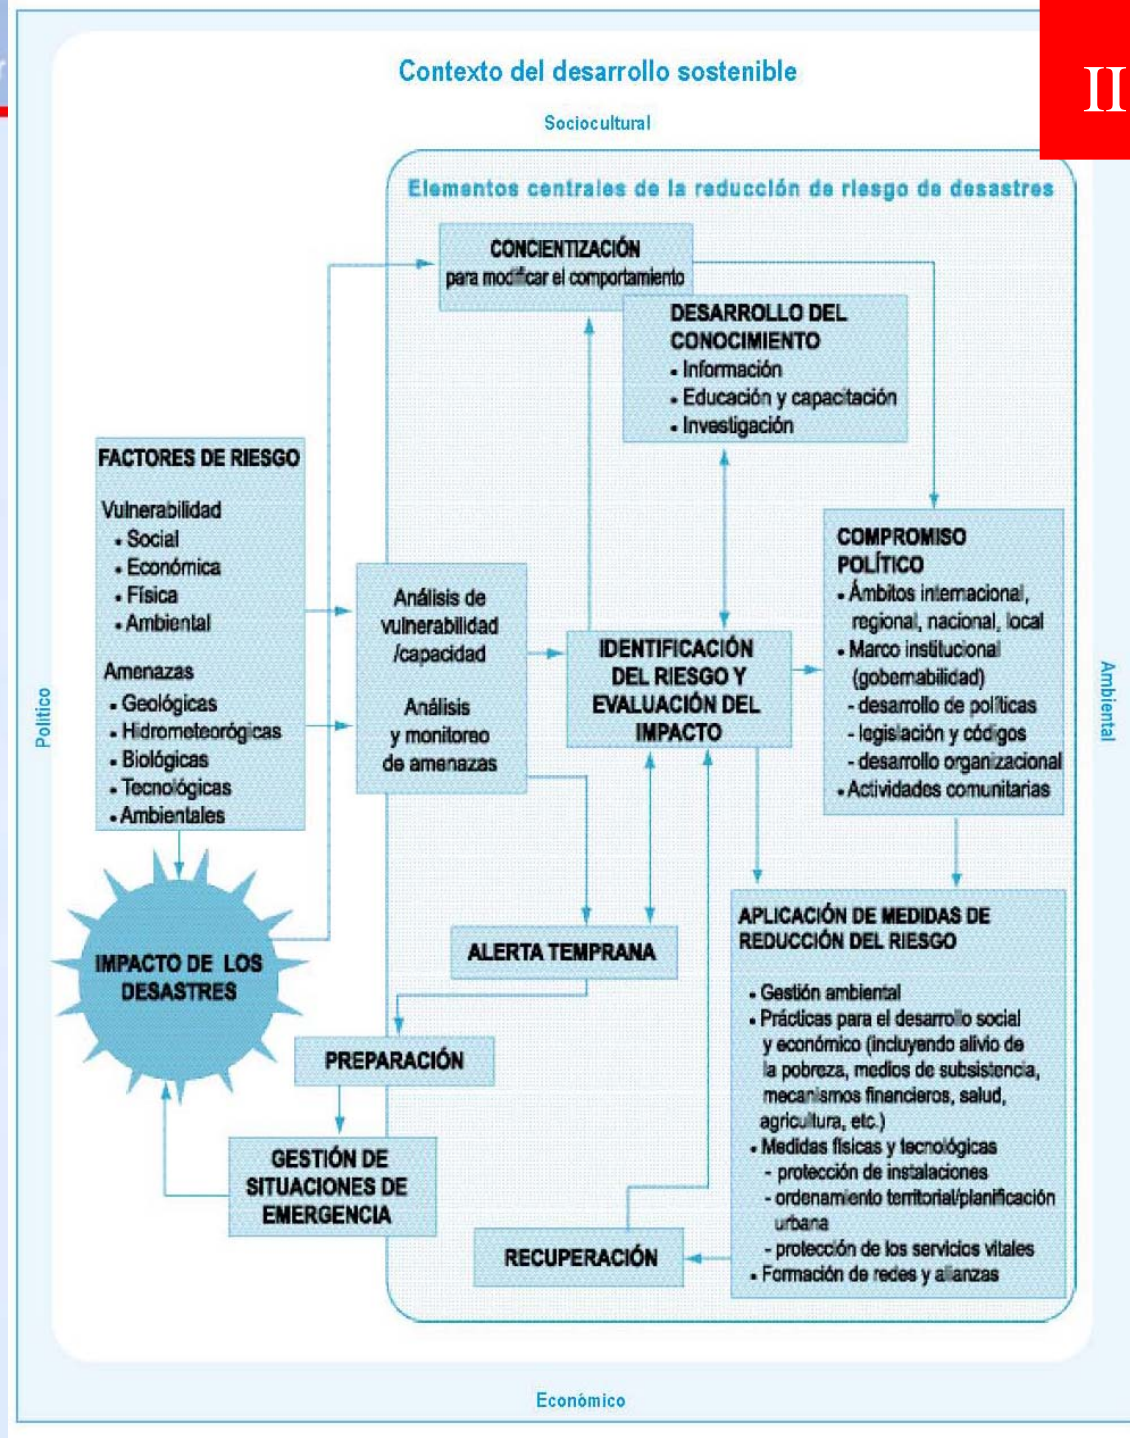 II
Contexto del desarrollo sostenible
Sociocultural
Elementos centrales de la reducción de riesgo de desastres
CONCIENTIZACIÓN
para modificar el comportamiento
DESARROLLO DEL
CONOCIMIENTO
• Información
• Educación y capacitación
• Investigación
FACTORES DE RIESGO
Vulnerabilidad
• Social
• Económica
• Física
• Ambiental
Amenazas
• Geológicas
• Hidrometeorógicas
• Biológicas
• Tecnológicas
• Ambientales
Análisis de
vulnerabilidad
/capacidad
Análisis
y monitoreo
de amenazas
IDENTIFICACIÓN
DEL RIESGO Y
EVALUACIÓN DEL
IMPACTO
COMPROMISO
POLÍTICO
• Ámbitos internacional,
regional, nacional, local
• Marco institucional
(gobernabilidad)
- desarrollo de políticas
- legislación y códigos
- desarrollo organizacional
• Actividades comunitarias
Político
Ambiental
IMPACTO DE LOS
DESASTRES
ALERTA TEMPRANA
PREPARACIÓN
GESTIÓN DE
SITUACIONES DE
EMERGENCIA
RECUPERACIÓN
APLICACIÓN DE MEDIDAS DE
REDUCCIÓN DEL RIESGO
• Gestión ambiental
• Prácticas para el desarrollo social
y económico (incluyendo alivio de
la pobreza, medios de subsistencia,
mecanismos financieros, salud,
agricultura, etc.)
• Medidas físicas y tecnológicas
- protección de instalaciones
- ordenamiento territorial/planificación
urbana
- protección de los servicios vitales
• Formación de redes y alianzas
Económico